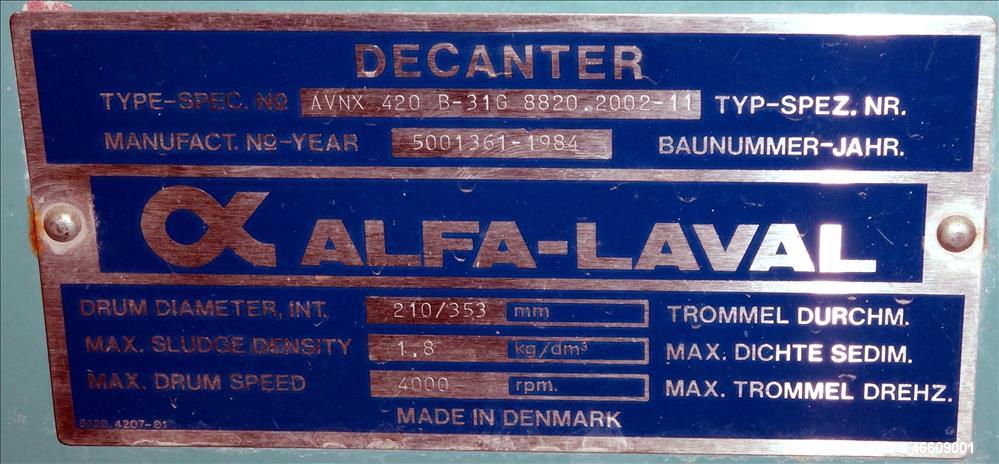 DECANTER
TYPE-SPEC. Nº AVNX 420 B-31G 8820.2002-11 TYP-SPEZ. NR.
MANUFACT. Nº-YEAR 5001361-1984 BAUNUMMER-JAHR.
α ALFA-LAVAL
DRUM DIAMETER, INT. 210/353 mm TROMMEL DURCHM.
MAX. SLUDGE DENSITY 1,8 kg/dm³ MAX. DICHTE SEDIM.
MAX. DRUM SPEED 4000 rpm. MAX. TROMMEL DREHZ.
MADE IN DENMARK